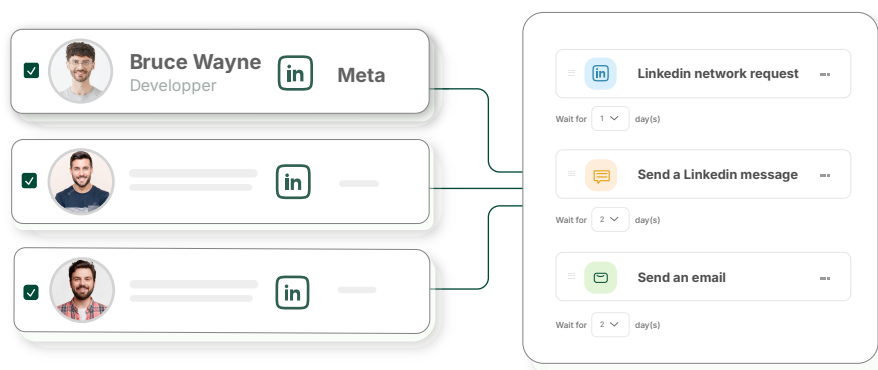 Bruce Wayne
Developper
in
Meta
in
in
in
Linkedin network request
Wait for 1 day(s)
Send a Linkedin message
Wait for 2 day(s)
Send an email
Wait for 2 day(s)